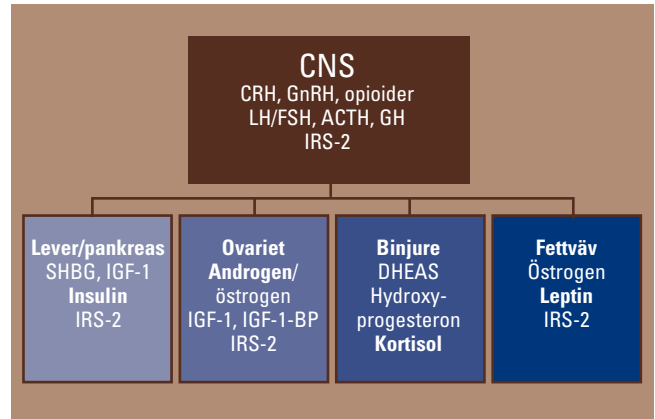 CNS
CRH, GnRH, opioider
LH/FSH, ACTH, GH
IRS-2
Lever/pankreas
SHBG, IGF-1
Insulin
IRS-2
Ovariet
Androgen/
östrogen
IGF-1, IGF-1-BP
IRS-2
Binjure
DHEAS
Hydroxy-
progesteron
Kortisol
Fettväv
Östrogen
Leptin
IRS-2